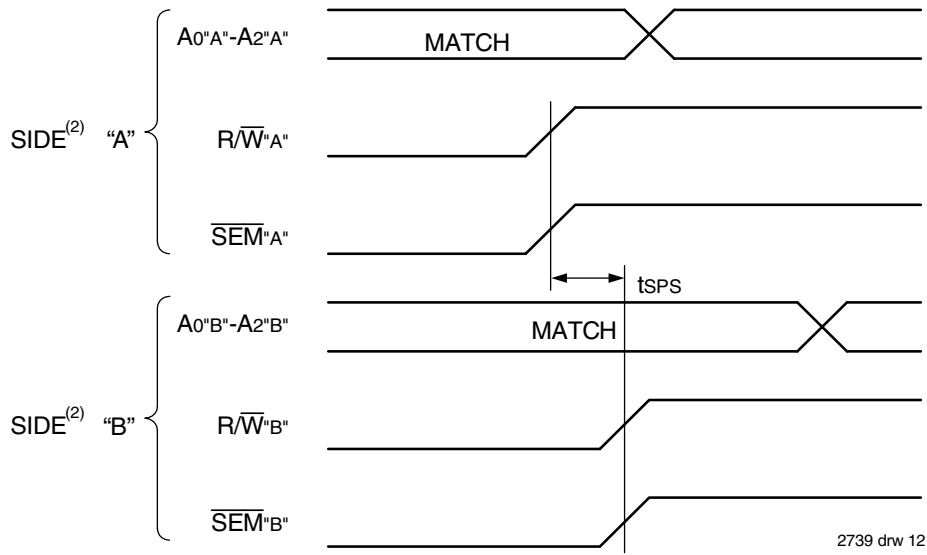 A0"A"-A2"A"
MATCH
SIDE(2) “A”
R/W"A"
SEM"A"
tSPS
A0"B"-A2"B"
MATCH
SIDE(2) “B”
R/W"B"
SEM"B"
2739 drw 12